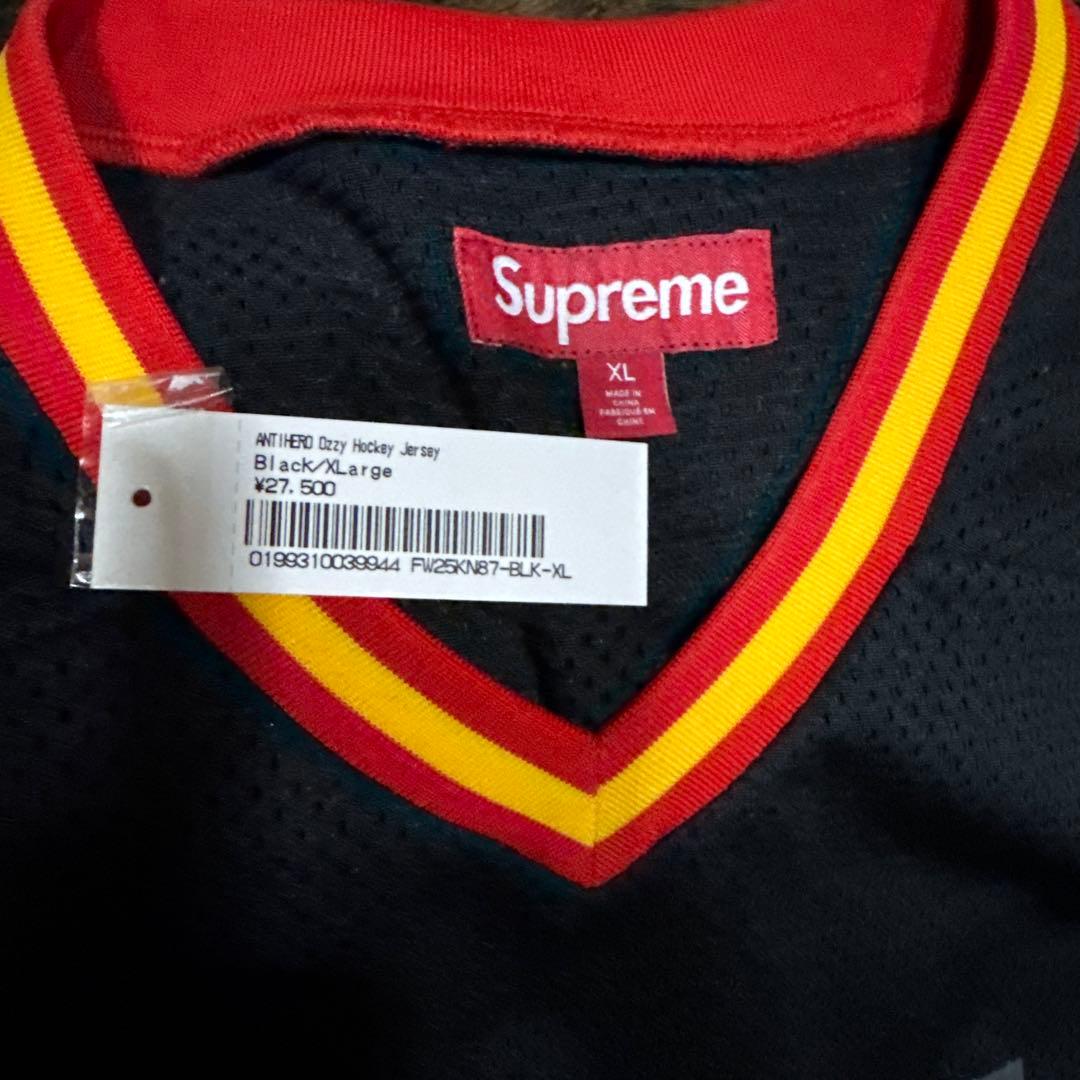 Supreme
XL
MADE IN
CHINA
FABRIQUÉ EN
CHINE
ANTIHERO Ozzy Hockey Jersey
Black/XLarge
¥27,500
0199310039944 FW25KN87-BLK-XL